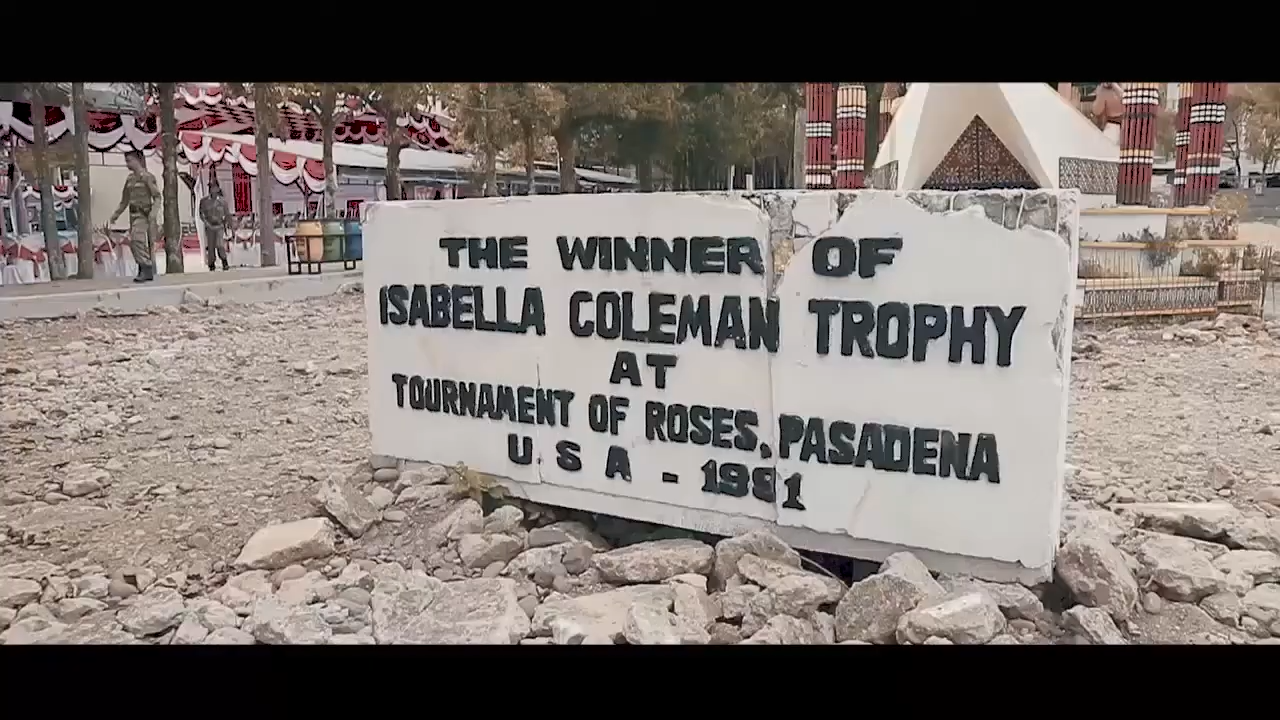 THE WINNER OF
ISABELLA COLEMAN TROPHY
AT
TOURNAMENT OF ROSES, PASADENA
U S A - 1991